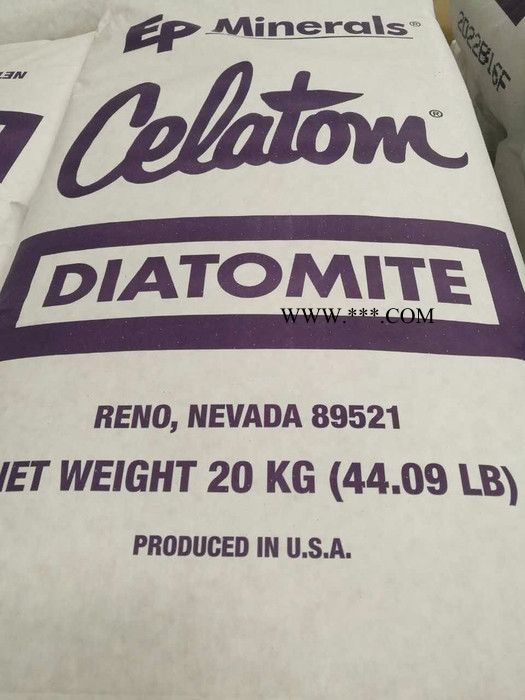 EP Minerals®
Celatom®
DIATOMITE
WWW.***.COM
RENO, NEVADA 89521
NET WEIGHT 20 KG (44.09 LB)
PRODUCED IN U.S.A.